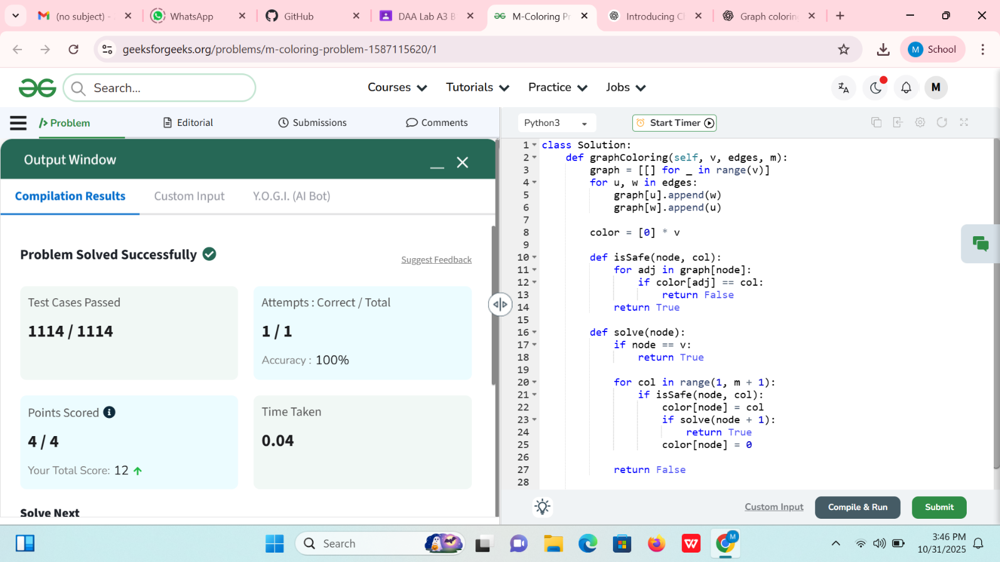 (no subject) -
WhatsApp
GitHub
DAA Lab A3 B
M-Coloring Pr
Introducing Ch
Graph coloring
geeksforgeeks.org/problems/m-coloring-problem-1587115620/1
M School
Search...
Courses
Tutorials
Practice
Jobs
M
Problem
Editorial
Submissions
Comments
Python3
Start Timer
Output Window
Compilation Results
Custom Input
Y.O.G.I. (AI Bot)
Problem Solved Successfully
Suggest Feedback
Test Cases Passed
1114 / 1114
Attempts : Correct / Total
1 / 1
Accuracy : 100%
Points Scored
4 / 4
Your Total Score: 12
Time Taken
0.04
Solve Next
1 class Solution:
2 def graphColoring(self, v, edges, m):
3 graph = [[] for _ in range(v)]
4 for u, w in edges:
5 graph[u].append(w)
6 graph[w].append(u)
7
8 color = [0] * v
9
10 def isSafe(node, col):
11 for adj in graph[node]:
12 if color[adj] == col:
13 return False
14 return True
15
16 def solve(node):
17 if node == v:
18 return True
19
20 for col in range(1, m + 1):
21 if isSafe(node, col):
22 color[node] = col
23 if solve(node + 1):
24 return True
25 color[node] = 0
26
27 return False
28
Custom Input
Compile & Run
Submit
Search
M
3:46 PM
10/31/2025